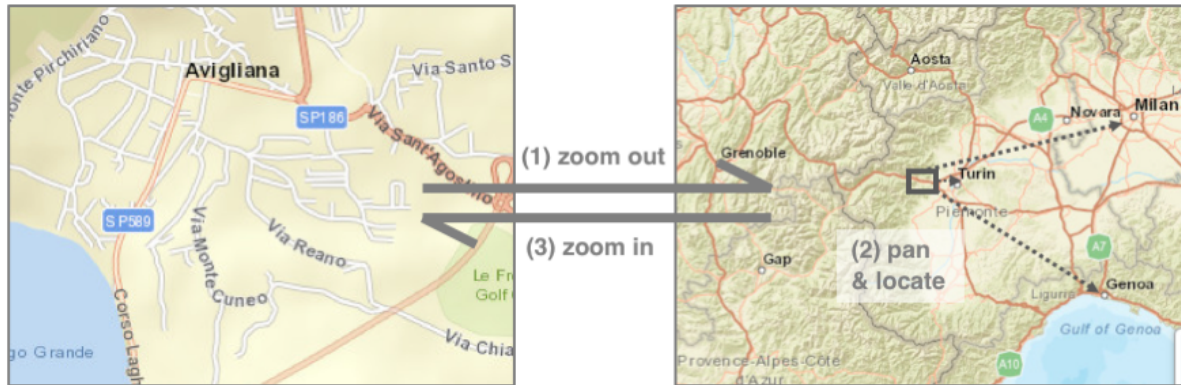 Avigliana
onte Pirchiriano
Via Santo S
SP186
Via Sant'Agostino
SP589
Via Reano
Via Monte Cuneo
Le Fre
Golf C
Via Chia
Corso Lagh
go Grande
(1) zoom out
(3) zoom in
Aosta
Valle d'Aosta
Novara
Milan
A4
Grenoble
Turin
Piemonte
(2) pan
& locate
A7
Gap
Genoa
Liguria
Gulf of Genoa
Provence-Alpes-Côte
d'Azur
A10